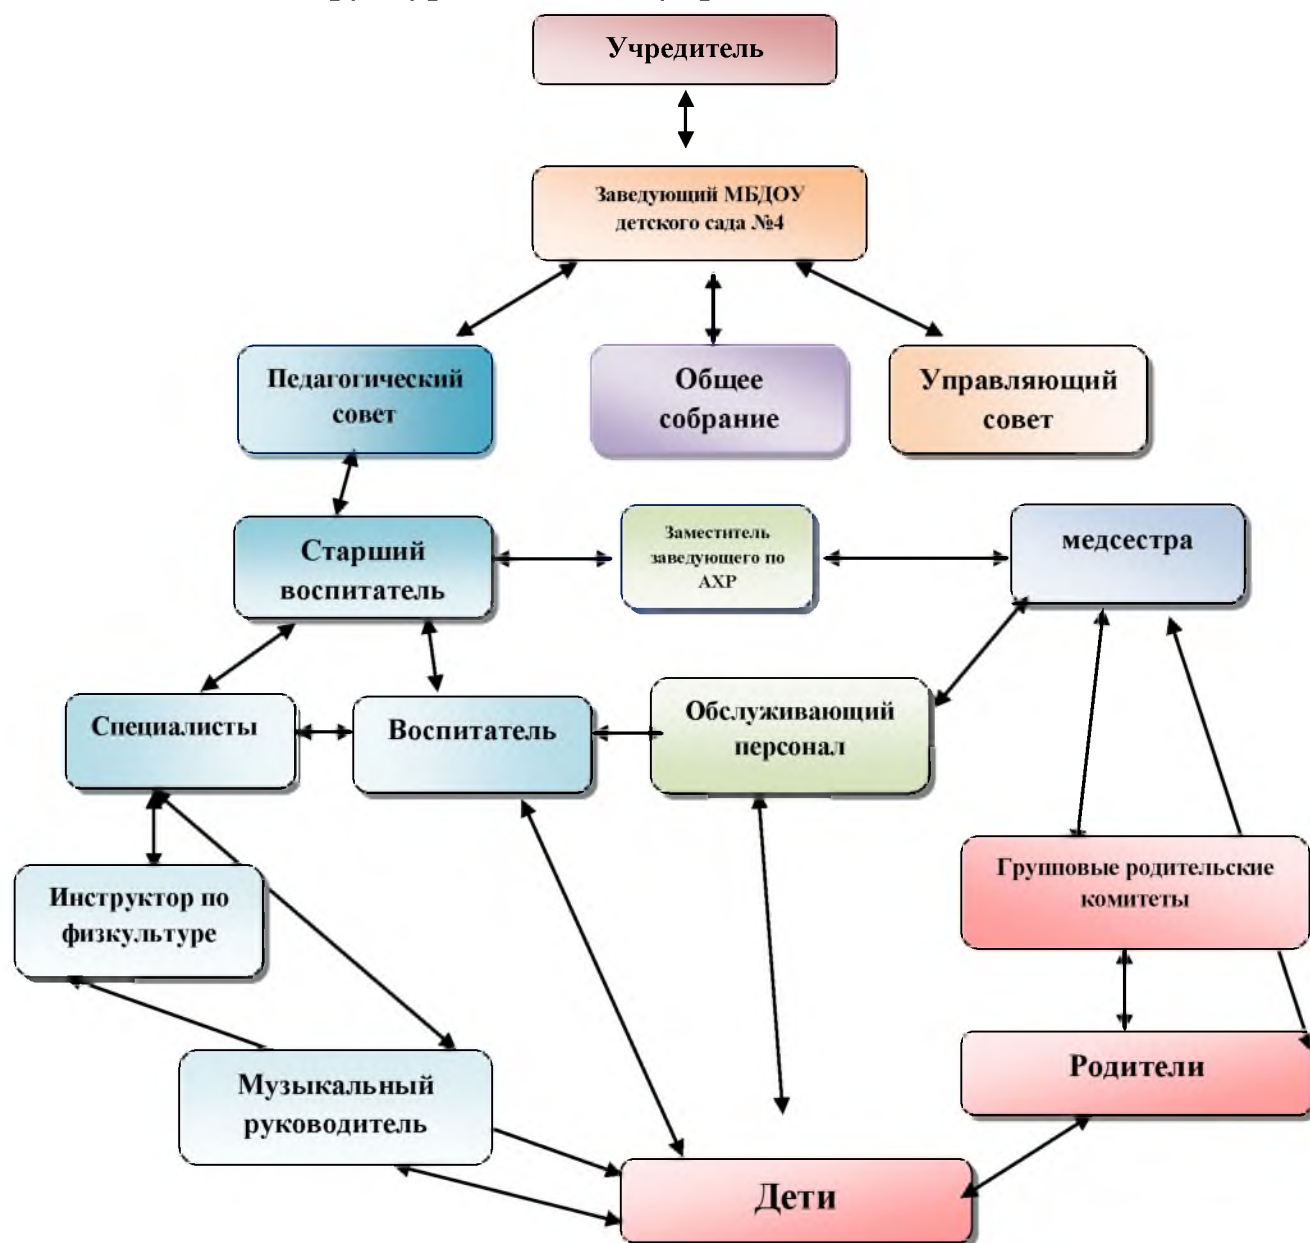 Учредитель
Заведующий МБДОУ
детского сада №4
Педагогический
совет
Общее
собрание
Управляющий
совет
Старший
воспитатель
Заместитель
заведующего по
АХР
медсестра
Специалисты
Воспитатель
Обслуживающий
персонал
Инструктор по
физкультуре
Групповые родительские
комитеты
Музыкальный
руководитель
Родители
Дети